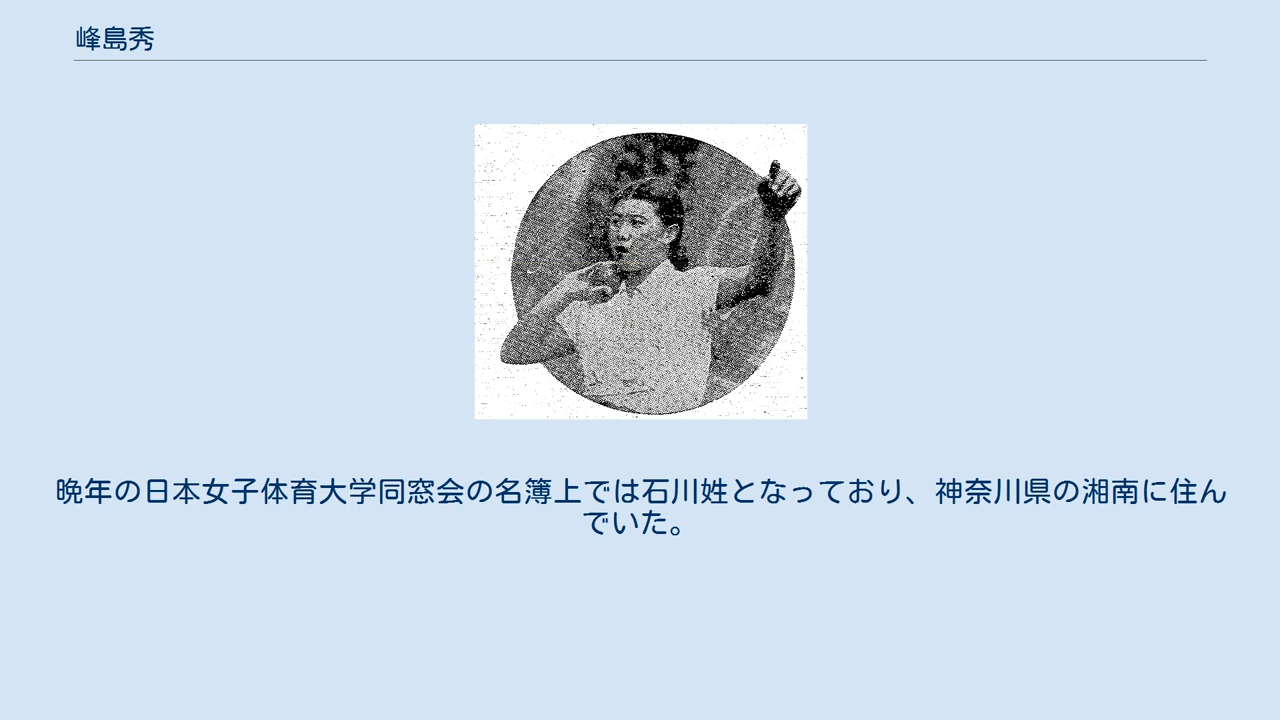 峰島秀
晩年の日本女子体育大学同窓会の名簿上では石川姓となっており、神奈川県の湘南に住ん
でいた。